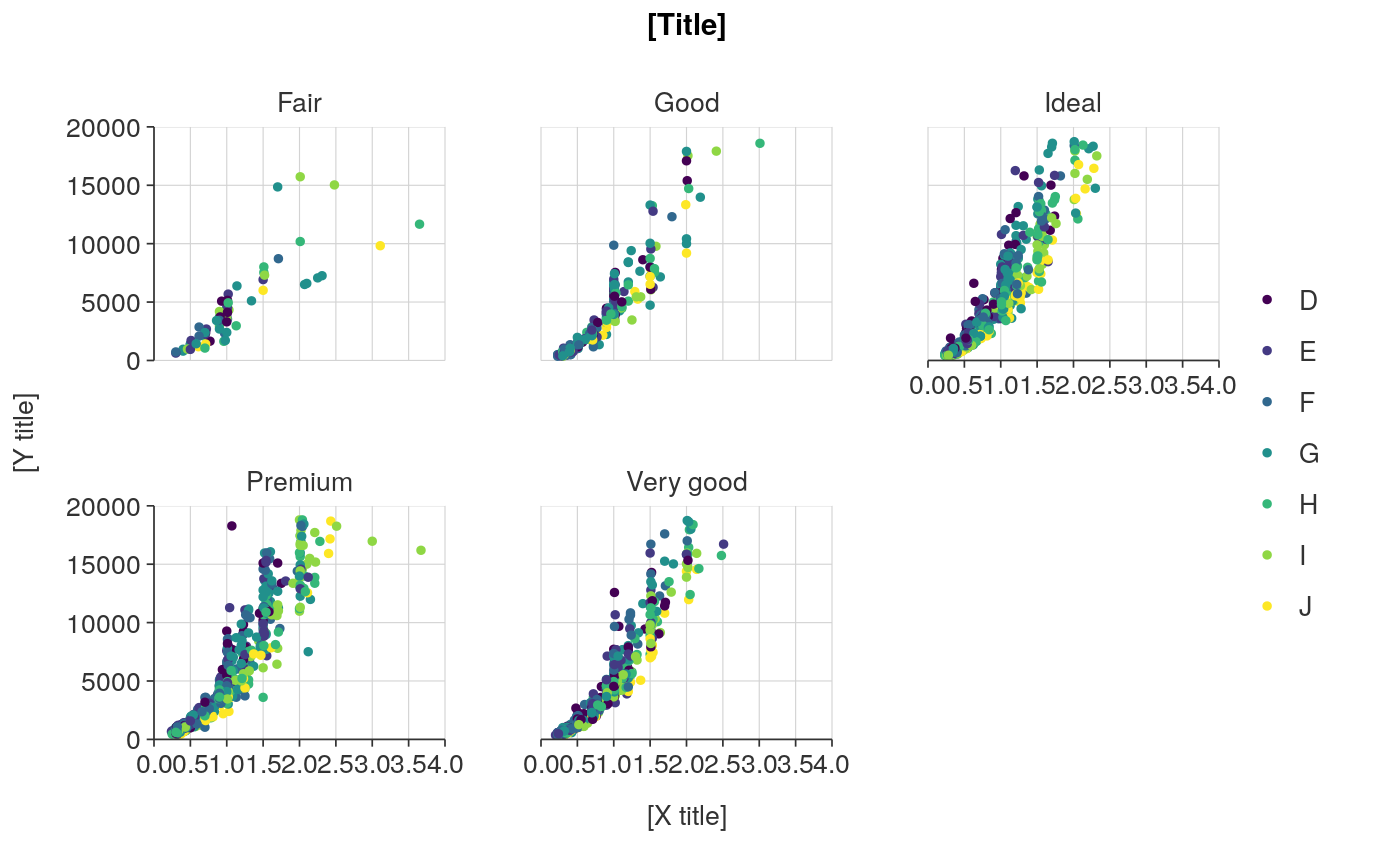 [Title]
Fair
Good
Ideal
20000
15000
10000
5000
0
0.00.51.01.52.02.53.03.54.0
[Y title]
Premium
Very good
20000
15000
10000
5000
0
0.00.51.01.52.02.53.03.54.0
0.00.51.01.52.02.53.03.54.0
[X title]
D
E
F
G
H
I
J